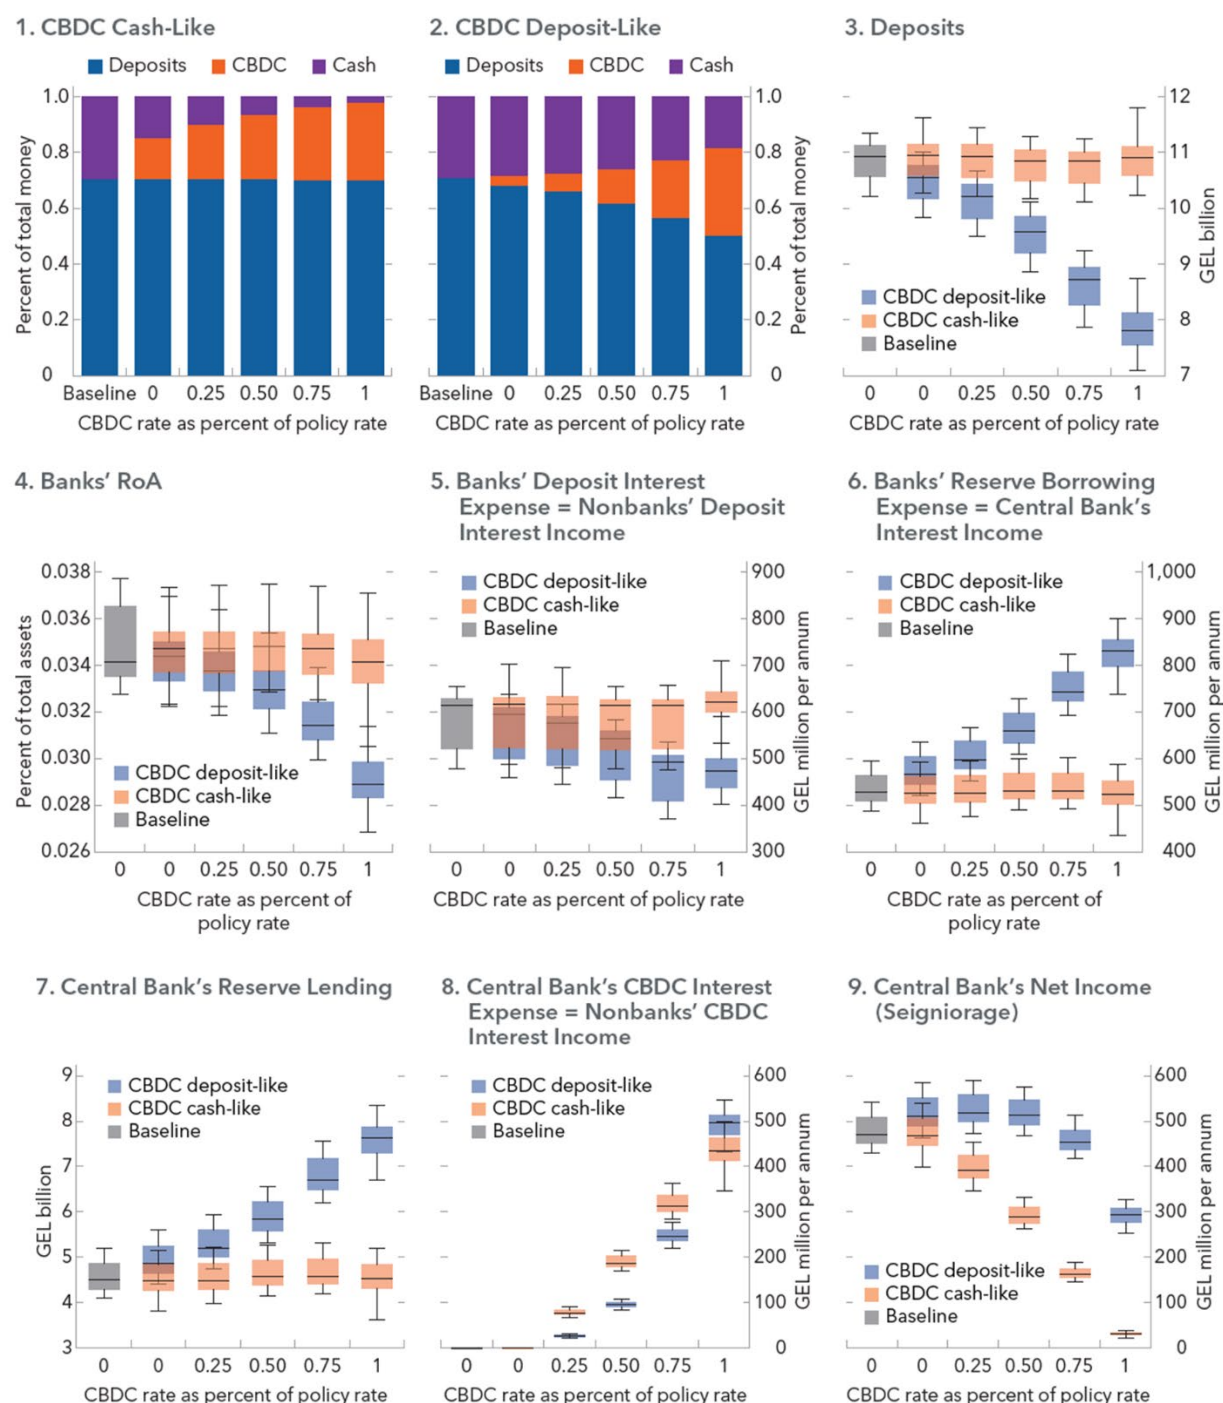 1. CBDC Cash-Like
Deposits CBDC Cash
Percent of total money
1.0
0.8
0.6
0.4
0.2
0
Baseline 0 0.25 0.50 0.75 1
CBDC rate as percent of policy rate
2. CBDC Deposit-Like
Deposits CBDC Cash
1.0
0.8
0.6
0.4
0.2
0
Percent of total money
Baseline 0 0.25 0.50 0.75 1
CBDC rate as percent of policy rate
3. Deposits
12
11
10
9
8
7
GEL billion
CBDC deposit-like
CBDC cash-like
Baseline
0 0 0.25 0.50 0.75 1
CBDC rate as percent of policy rate
4. Banks' RoA
Percent of total assets
0.038
0.036
0.034
0.032
0.030
0.028
0.026
CBDC deposit-like
CBDC cash-like
Baseline
0 0 0.25 0.50 0.75 1
CBDC rate as percent of
policy rate
5. Banks' Deposit Interest
Expense = Nonbanks' Deposit
Interest Income
CBDC deposit-like
CBDC cash-like
Baseline
900
800
700
600
500
400
300
GEL million per annum
0 0 0.25 0.50 0.75 1
CBDC rate as percent of policy rate
6. Banks' Reserve Borrowing
Expense = Central Bank's
Interest Income
CBDC deposit-like
CBDC cash-like
Baseline
1,000
900
800
700
600
500
400
GEL million per annum
0 0 0.25 0.50 0.75 1
CBDC rate as percent of
policy rate
7. Central Bank's Reserve Lending
GEL billion
9
8
7
6
5
4
3
CBDC deposit-like
CBDC cash-like
Baseline
0 0 0.25 0.50 0.75 1
CBDC rate as percent of policy rate
8. Central Bank's CBDC Interest
Expense = Nonbanks' CBDC
Interest Income
CBDC deposit-like
CBDC cash-like
Baseline
600
500
400
300
200
100
0
GEL million per annum
0 0 0.25 0.50 0.75 1
CBDC rate as percent of policy rate
9. Central Bank's Net Income
(Seigniorage)
600
500
400
300
200
100
0
GEL million per annum
CBDC deposit-like
CBDC cash-like
Baseline
0 0 0.25 0.50 0.75 1
CBDC rate as percent of policy rate